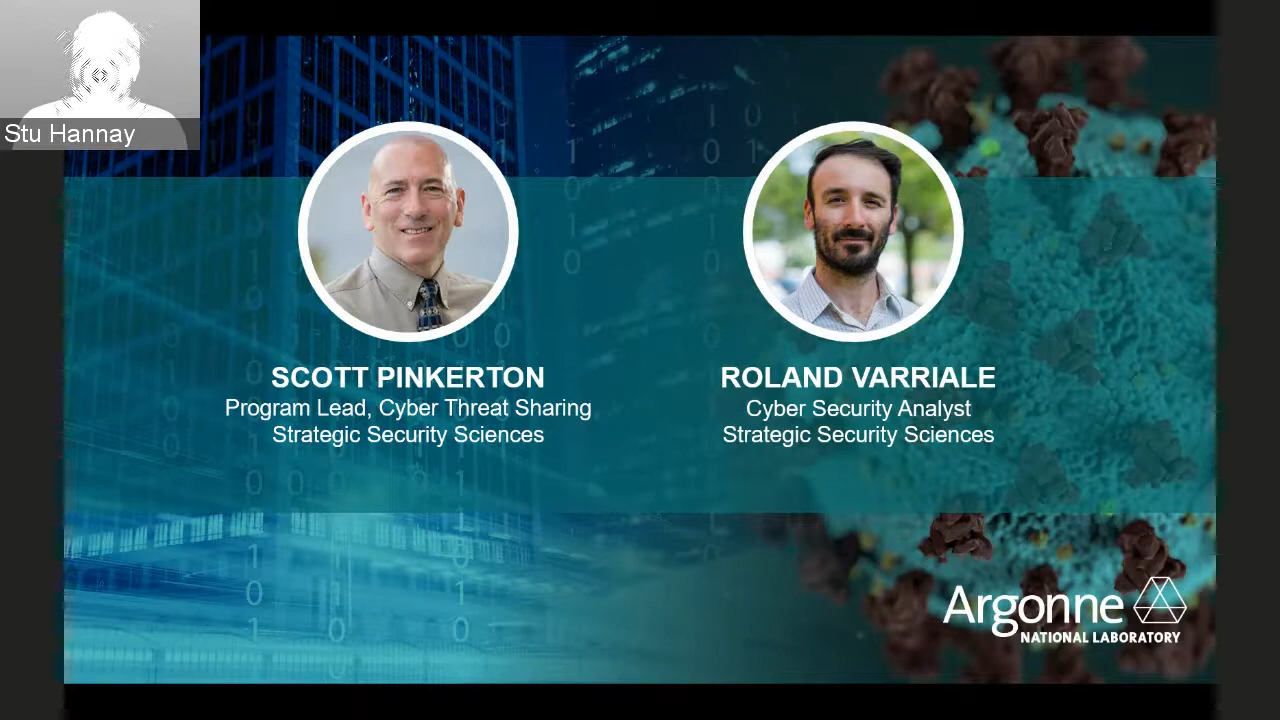 Stu Hannay
SCOTT PINKERTON
Program Lead, Cyber Threat Sharing
Strategic Security Sciences
ROLAND VARRIALE
Cyber Security Analyst
Strategic Security Sciences
Argonne
NATIONAL LABORATORY